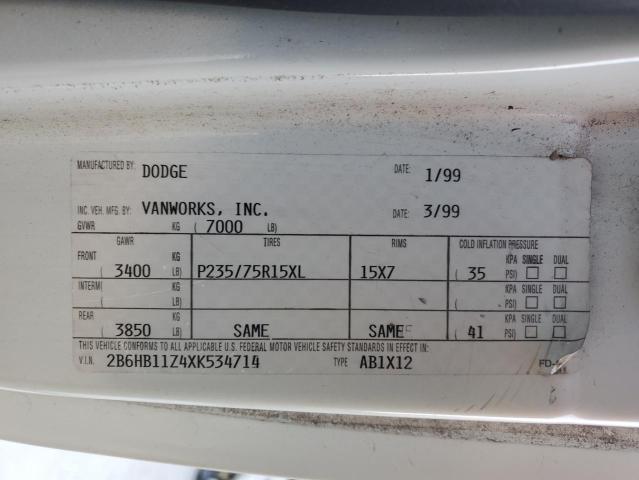 MANUFACTURED BY: DODGE DATE: 1/99
INC. VEH. MFG. BY: VANWORKS, INC. DATE: 3/99
GVWR KG ( 7000 LB)
GAWR TIRES RIMS COLD INFLATION PRESSURE
FRONT KG KPA SINGLE DUAL
( 3400 LB) P235/75R15XL 15X7 ( 35 PSI)
INTERM KG KPA SINGLE DUAL
( LB) ( PSI)
REAR KG KPA SINGLE DUAL
( 3850 LB) SAME SAME ( 41 PSI)
THIS VEHICLE CONFORMS TO ALL APPLICABLE U.S. FEDERAL MOTOR VEHICLE SAFETY STANDARDS IN EFFECT IN:
V.I.N. 2B6HB11Z4XK534714 TYPE AB1X12